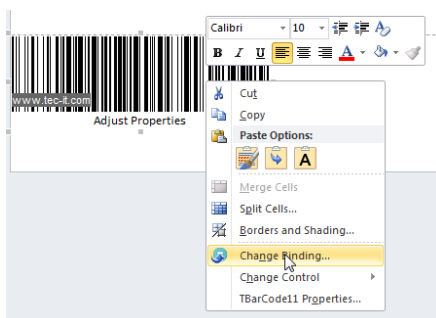 Calibri 10
B I U A
www.tec-it.com
Adjust Properties
Cut
Copy
Paste Options:
A
Merge Cells
Split Cells...
Borders and Shading...
Change Binding...
Change Control
TBarCode11 Properties...